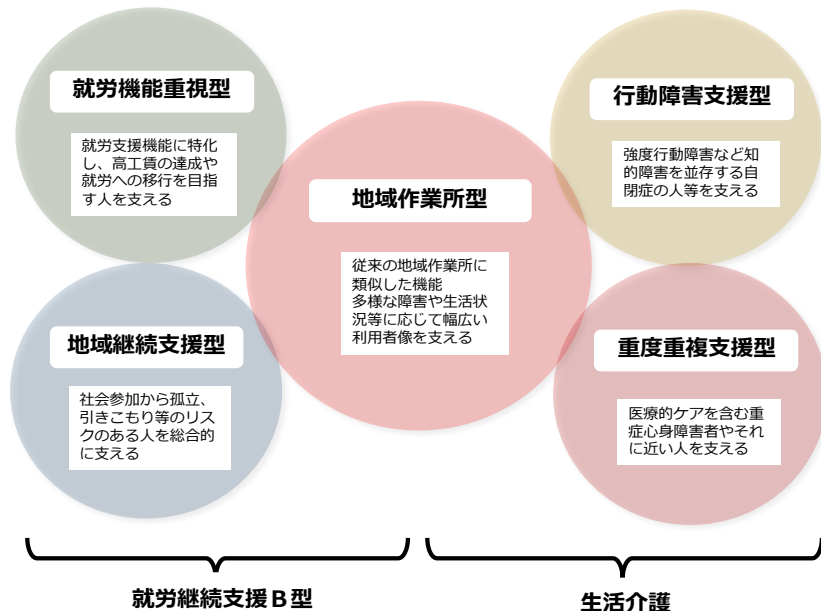 就労機能重視型
就労支援機能に特化
し、高工賃の達成や
就労への移行を目指
す人を支える
行動障害支援型
強度行動障害など知
的障害を並存する自
閉症の人等を支える
地域作業所型
従来の地域作業所に
類似した機能
多様な障害や生活状
況等に応じて幅広い
利用者像を支える
地域継続支援型
社会参加から孤立、
引きこもり等のリス
クのある人を総合的
に支える
重度重複支援型
医療的ケアを含む重
症心身障害者やそれ
に近い人を支える
就労継続支援Ｂ型
生活介護